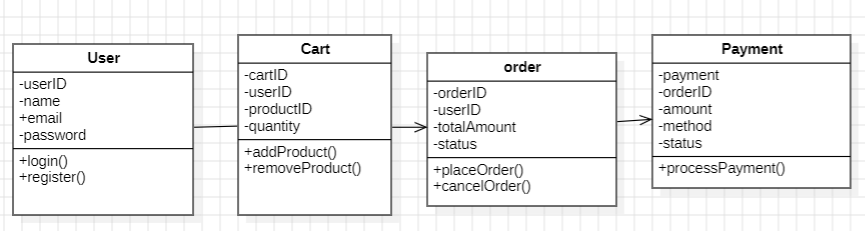 User
-userID
-name
+email
-password
+login()
+register()
Cart
-cartID
-userID
-productID
-quantity
+addProduct()
+removeProduct()
order
-orderID
-userID
-totalAmount
-status
+placeOrder()
+cancelOrder()
Payment
-payment
-orderID
-amount
-method
-status
+processPayment()